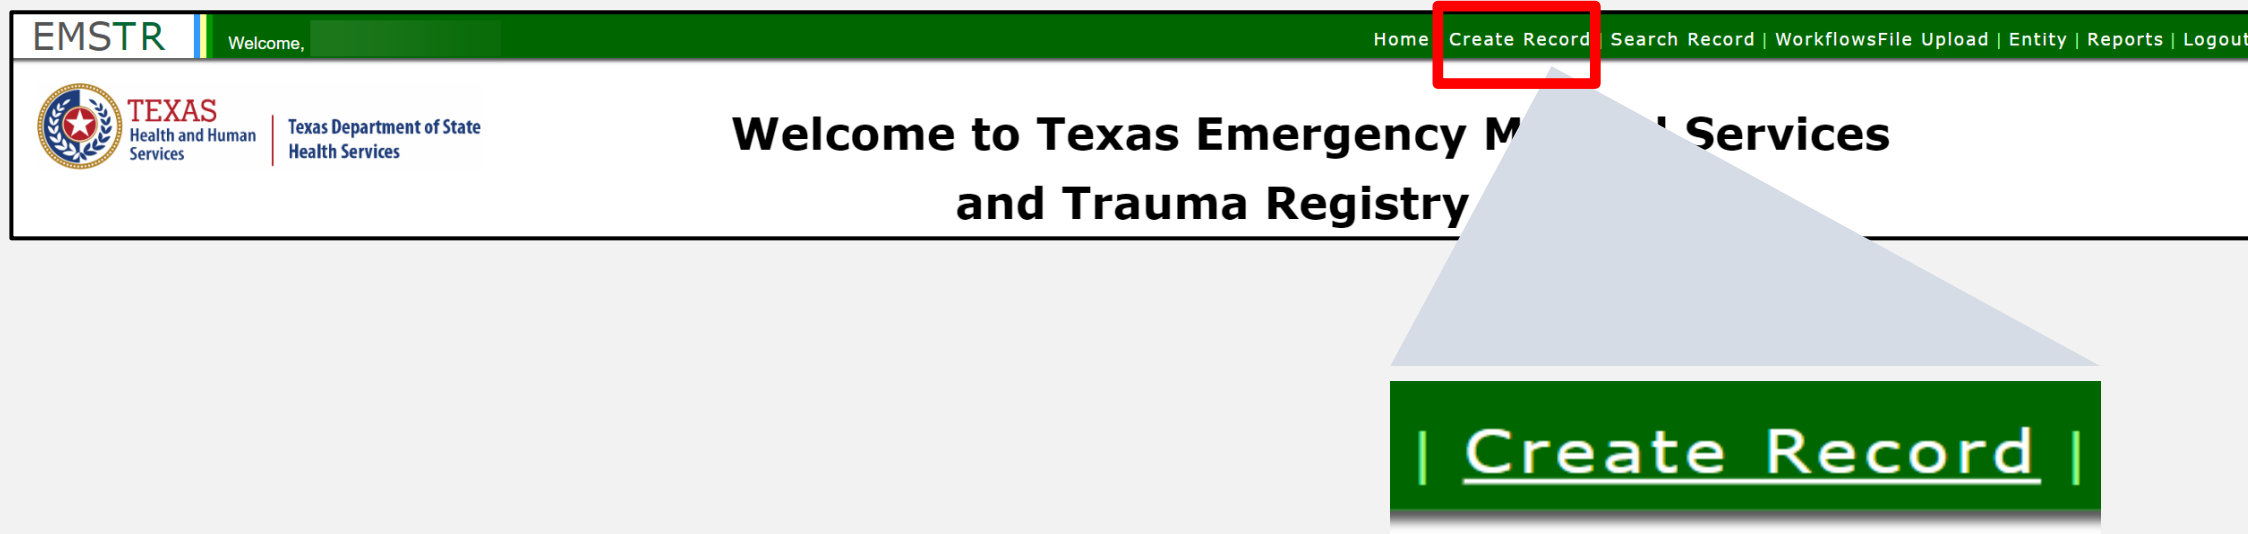 EMSTR
Welcome,
Home | Create Record | Search Record | WorkflowsFile Upload | Entity | Reports | Logout
TEXAS
Health and Human
Services
Texas Department of State
Health Services
Welcome to Texas Emergency M Services
and Trauma Registry
| Create Record |